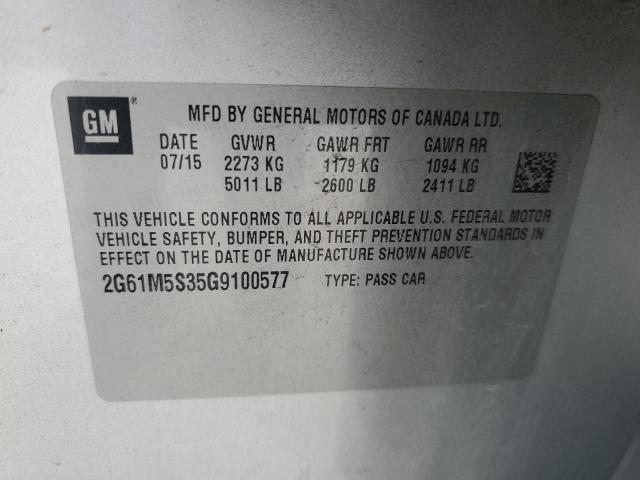 GM®
MFD BY GENERAL MOTORS OF CANADA LTD.
DATE GVWR GAWR FRT GAWR RR
07/15 2273 KG 1179 KG 1094 KG
5011 LB 2600 LB 2411 LB
THIS VEHICLE CONFORMS TO ALL APPLICABLE U.S. FEDERAL MOTOR
VEHICLE SAFETY, BUMPER, AND THEFT PREVENTION STANDARDS IN
EFFECT ON THE DATE OF MANUFACTURE SHOWN ABOVE.
2G61M5S35G9100577 TYPE: PASS CAR